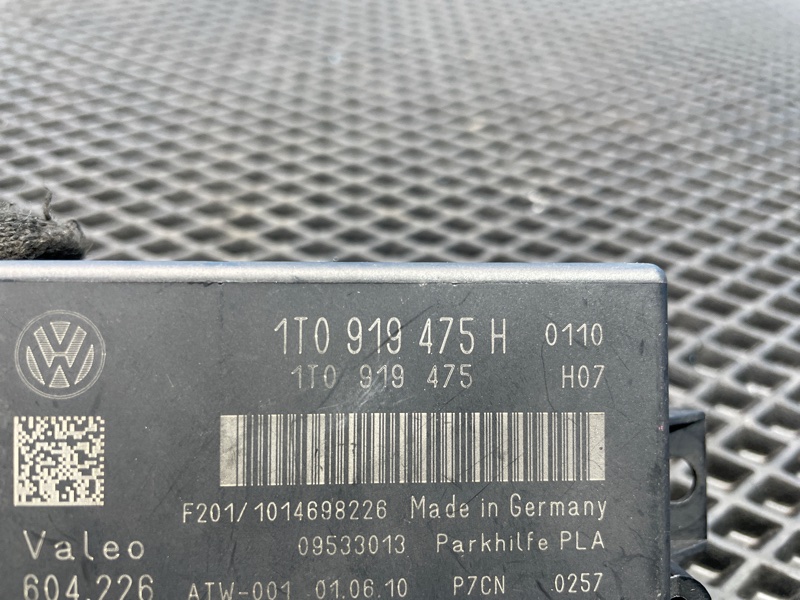 1T0 919 475 H 0110
1T0 919 475 H07
F201/1014698226 Made in Germany
Valeo 09533013 Parkhilfe PLA
604.226 ATW-001 01.06.10 P7CN 0257